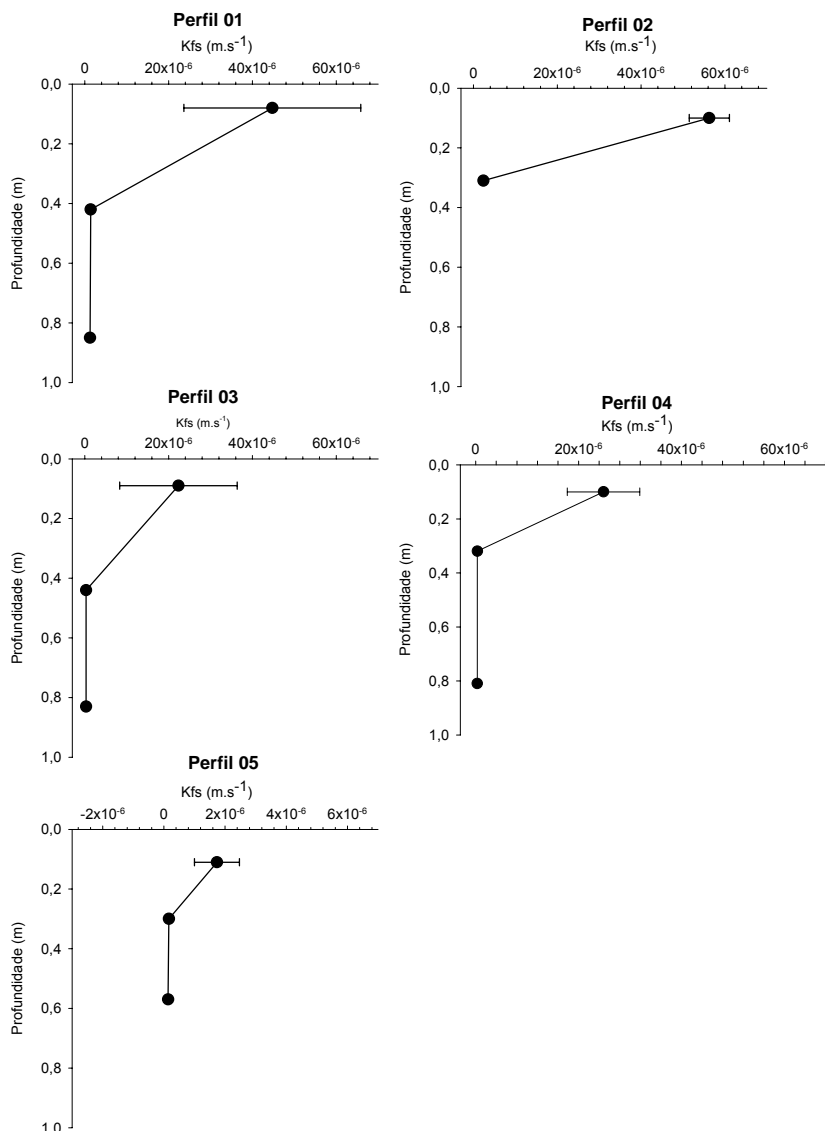 Perfil 01
Kfs (m.s⁻¹)
0 20x10⁻⁶ 40x10⁻⁶ 60x10⁻⁶
0,0
0,2
0,4
0,6
0,8
1,0
Profundidade (m)
Perfil 02
Kfs (m.s⁻¹)
0 20x10⁻⁶ 40x10⁻⁶ 60x10⁻⁶
0,0
0,2
0,4
0,6
0,8
1,0
Profundidade (m)
Perfil 03
Kfs (m.s⁻¹)
0 20x10⁻⁶ 40x10⁻⁶ 60x10⁻⁶
0,0
0,2
0,4
0,6
0,8
1,0
Profundidade (m)
Perfil 04
Kfs (m.s⁻¹)
0 20x10⁻⁶ 40x10⁻⁶ 60x10⁻⁶
0,0
0,2
0,4
0,6
0,8
1,0
Profundidade (m)
Perfil 05
Kfs (m.s⁻¹)
-2x10⁻⁶ 0 2x10⁻⁶ 4x10⁻⁶ 6x10⁻⁶
0,0
0,2
0,4
0,6
0,8
1,0
Profundidade (m)